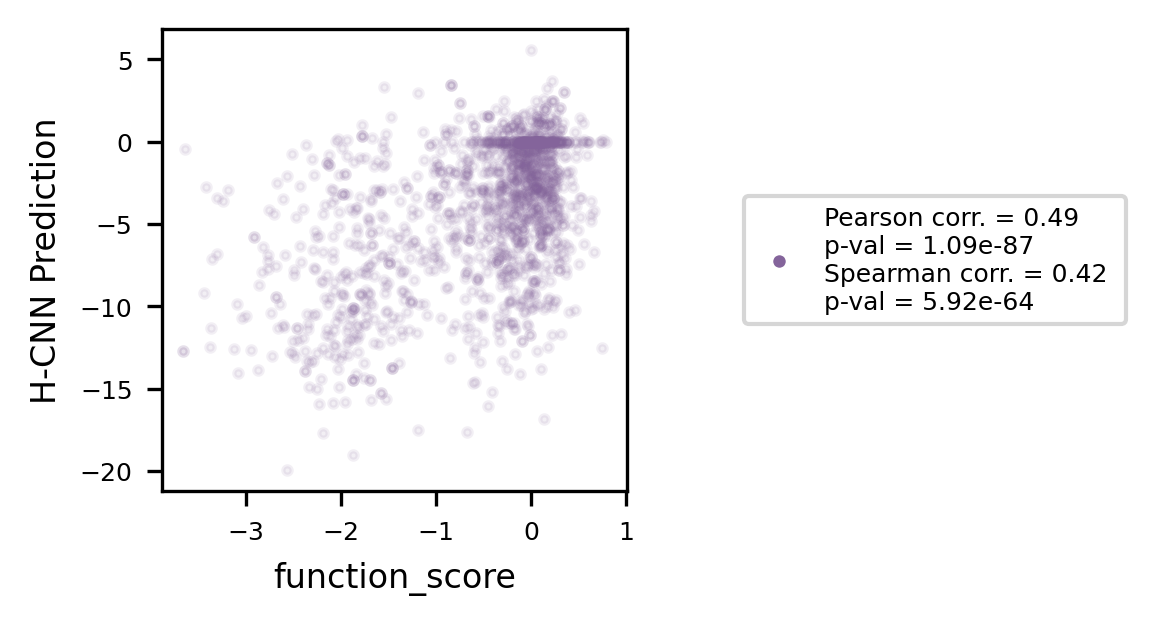 5
0
−5
−10
−15
−20
H-CNN Prediction
−3
−2
−1
0
1
function_score
Pearson corr. = 0.49
p-val = 1.09e-87
Spearman corr. = 0.42
p-val = 5.92e-64